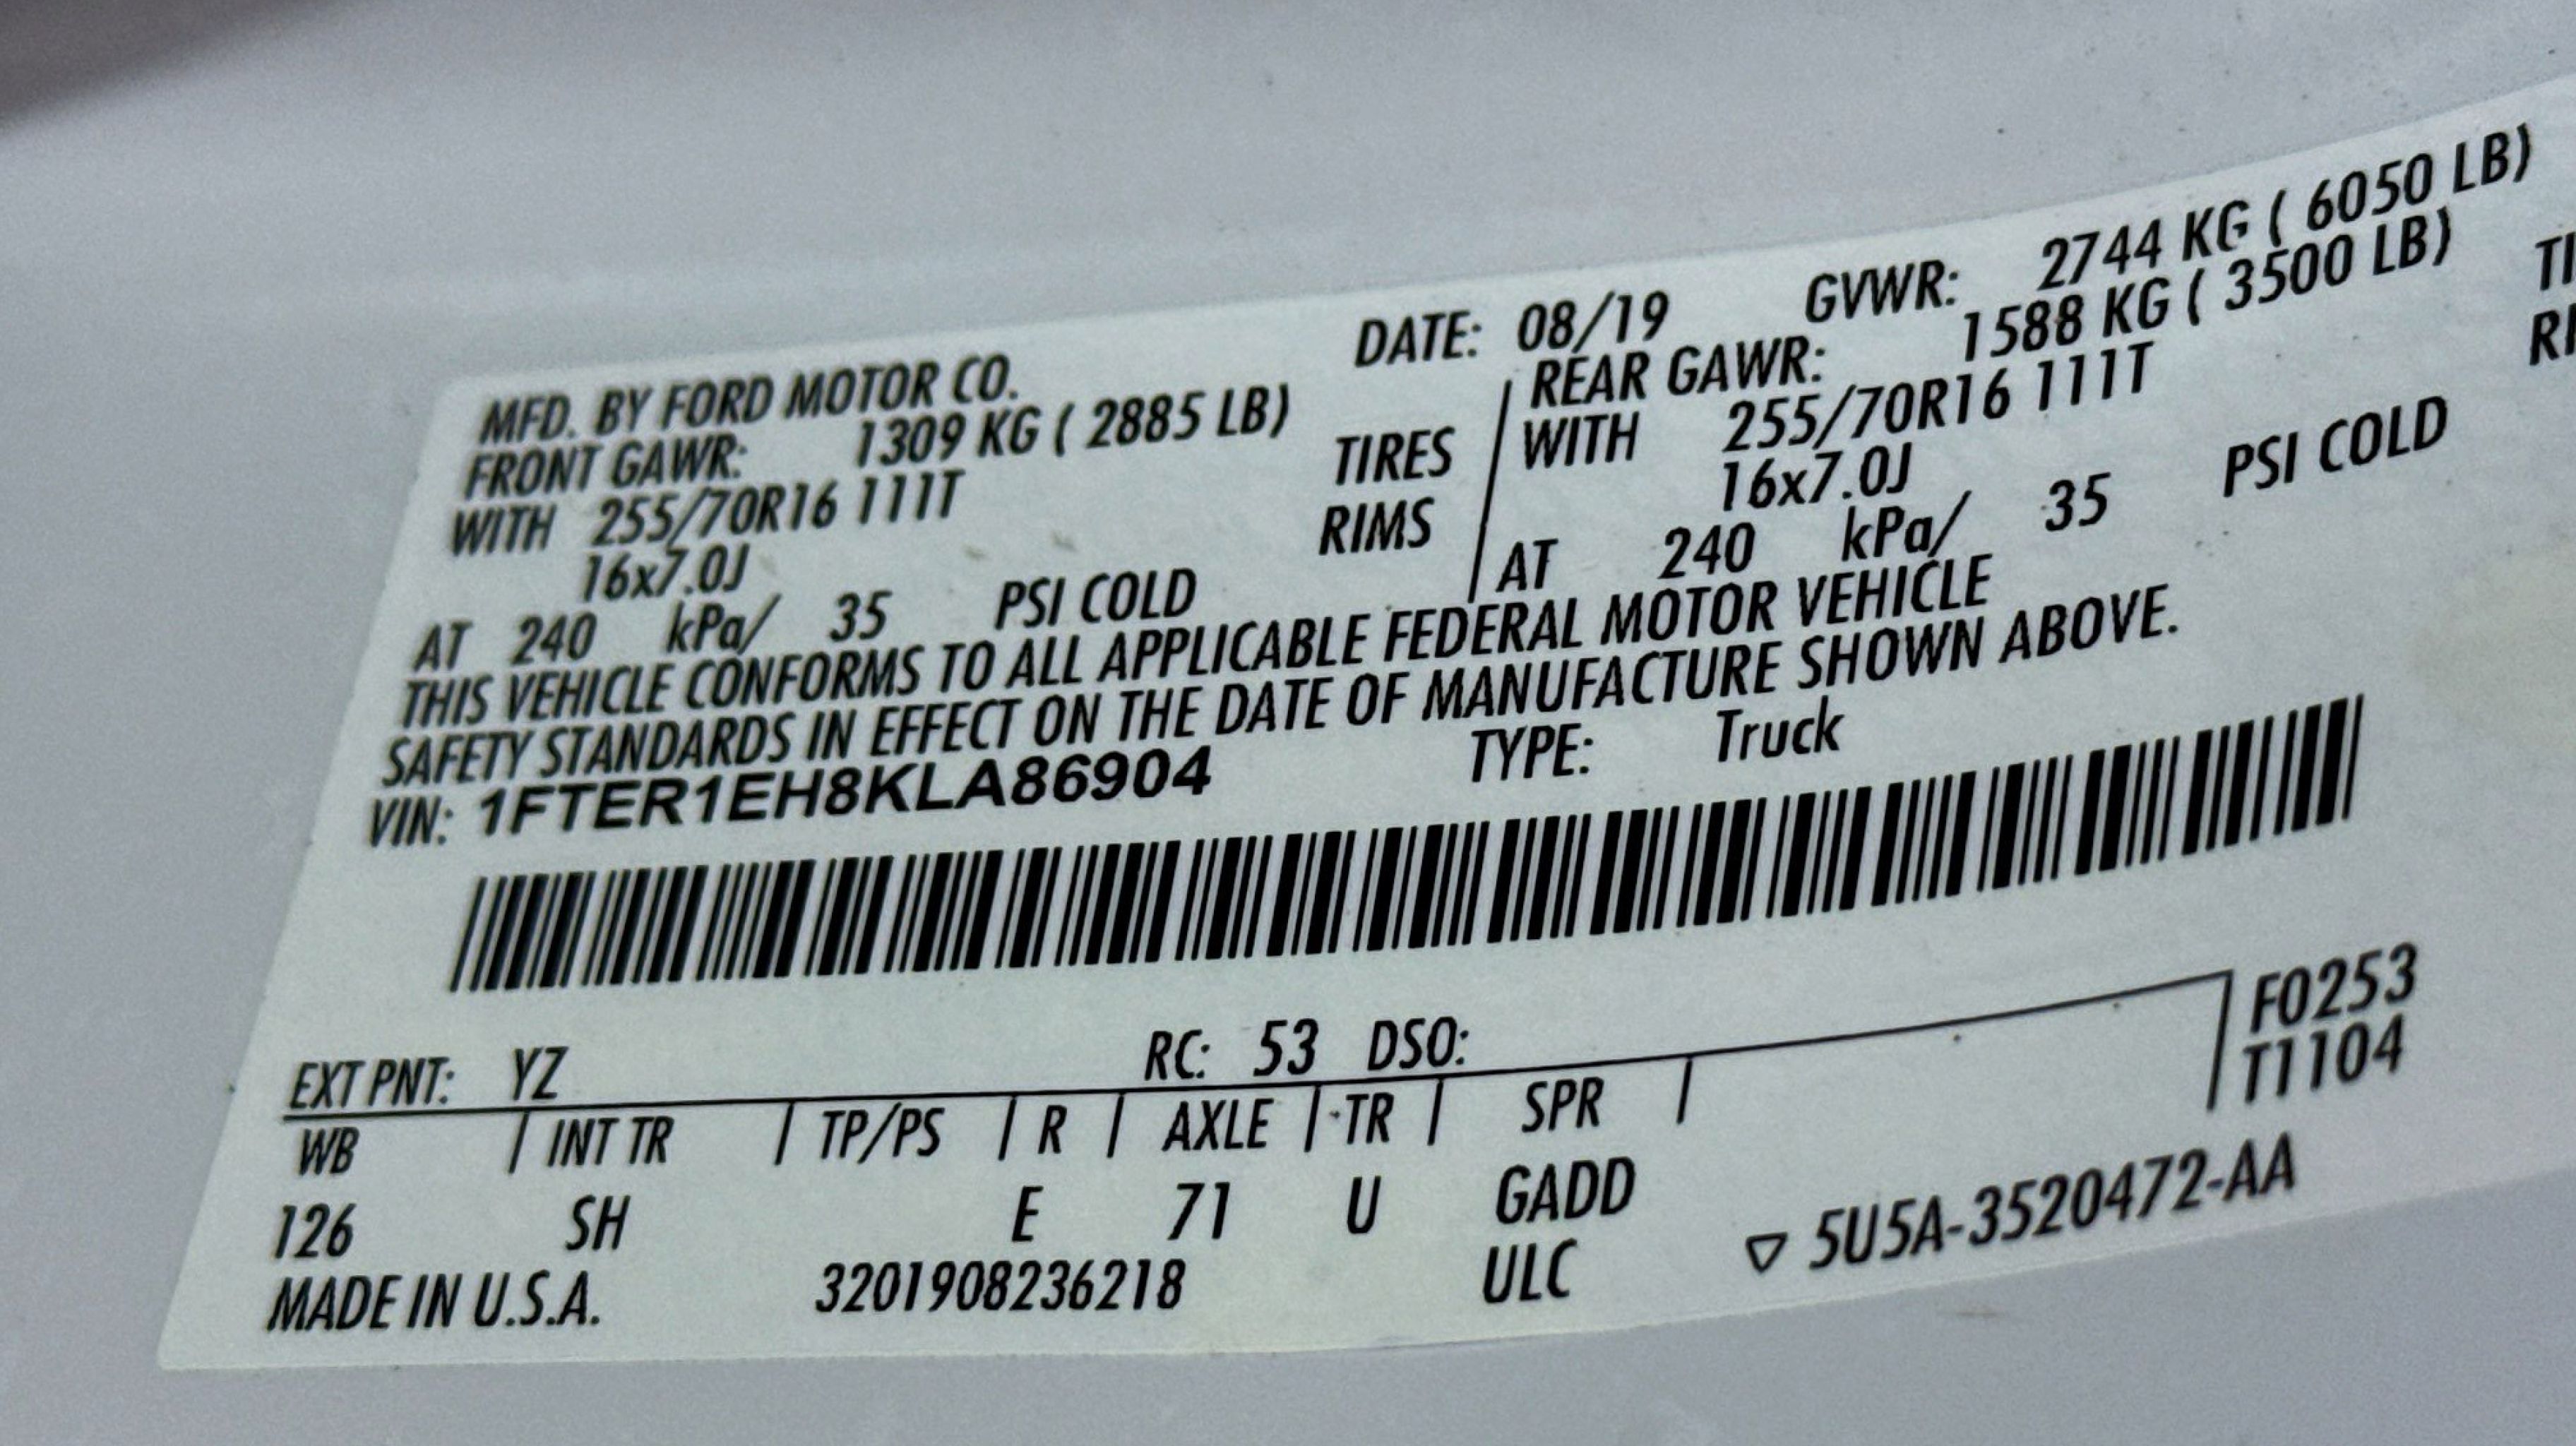 MFD. BY FORD MOTOR CO. DATE: 08/19 GVWR: 2744 KG ( 6050 LB)
FRONT GAWR: 1309 KG ( 2885 LB) REAR GAWR: 1588 KG ( 3500 LB)
WITH 255/70R16 111T TIRES WITH 255/70R16 111T
16x7.0J RIMS 16x7.0J
AT 240 kPa/ 35 PSI COLD AT 240 kPa/ 35 PSI COLD
THIS VEHICLE CONFORMS TO ALL APPLICABLE FEDERAL MOTOR VEHICLE
SAFETY STANDARDS IN EFFECT ON THE DATE OF MANUFACTURE SHOWN ABOVE.
VIN: 1FTER1EH8KLA86904 TYPE: Truck
EXT PNT: YZ RC: 53 DSO: F0253
WB | INT TR | TP/PS | R | AXLE | TR | SPR | T1104
126 SH E 71 U GADD
MADE IN U.S.A. 3201908236218 ULC ▽ 5U5A-3520472-AA